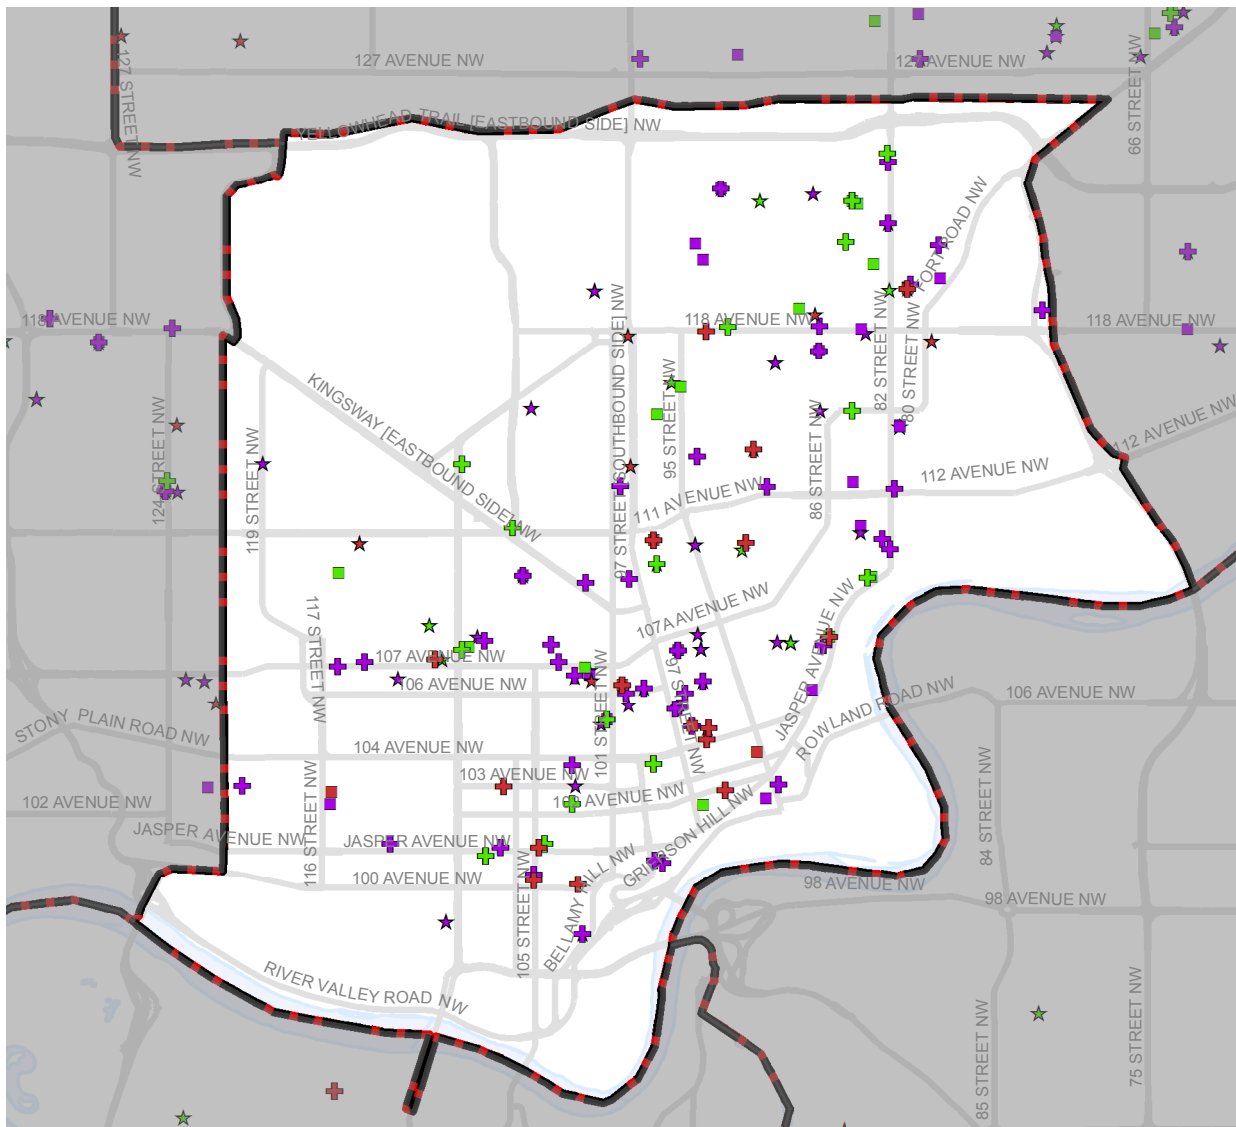 127 AVENUE NW
127 STREET NW
66 STREET NW
YELLOWHEAD TRAIL [EASTBOUND SIDE] NW
FORT ROAD NW
118 AVENUE NW
118 AVENUE NW
118 AVENUE NW
97 STREET [SOUTHBOUND SIDE] NW
82 STREET NW
80 STREET NW
KINGSWAY [EASTBOUND SIDE] NW
95 STREET NW
86 STREET NW
112 AVENUE NW
112 AVENUE NW
111 AVENUE NW
124 STREET NW
119 STREET NW
107A AVENUE NW
117 STREET NW
107 AVENUE NW
106 AVENUE NW
106 AVENUE NW
JASPER AVENUE NW
ROWLAND ROAD NW
97 STREET NW
101 STREET NW
STONY PLAIN ROAD NW
104 AVENUE NW
103 AVENUE NW
102 AVENUE NW
116 STREET NW
JASPER AVENUE NW
JASPER AVENUE NW
84 STREET NW
GRIERSON HILL NW
BELLAMY HILL NW
100 AVENUE NW
98 AVENUE NW
98 AVENUE NW
105 STREET NW
RIVER VALLEY ROAD NW
85 STREET NW
75 STREET NW